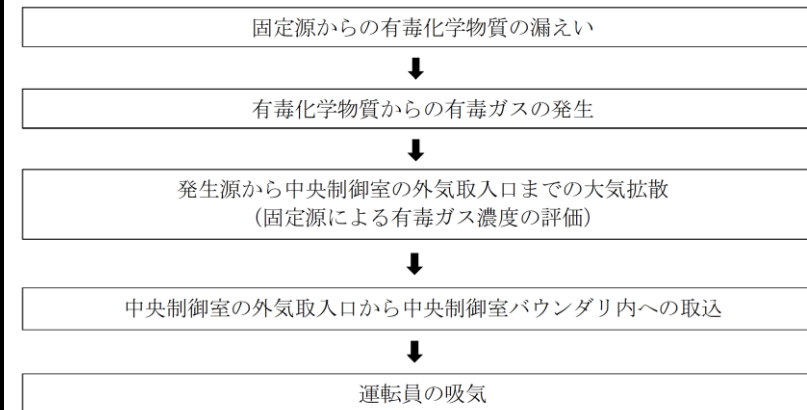 固定源からの有毒化学物質の漏えい
有毒化学物質からの有毒ガスの発生
発生源から中央制御室の外気取入口までの大気拡散
(固定源による有毒ガス濃度の評価)
中央制御室の外気取入口から中央制御室バウンダリ内への取込
運転員の吸気